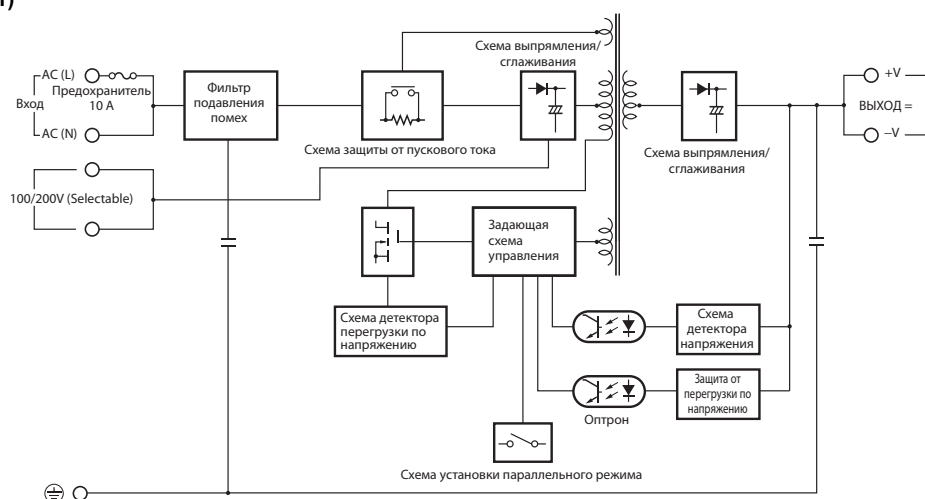 Схема выпрямления/
сглаживания
AC (L)
Предохранитель
10 А
Вход
AC (N)
Фильтр
подавления
помех
Схема защиты от пускового тока
+V
ВЫХОД =
–V
Схема выпрямления/
сглаживания
100/200V (Selectable)
Задающая
схема
управления
Схема детектора
перегрузки по
напряжению
Схема
детектора
напряжения
Защита от
перегрузки по
напряжению
Оптрон
Схема установки параллельного режима